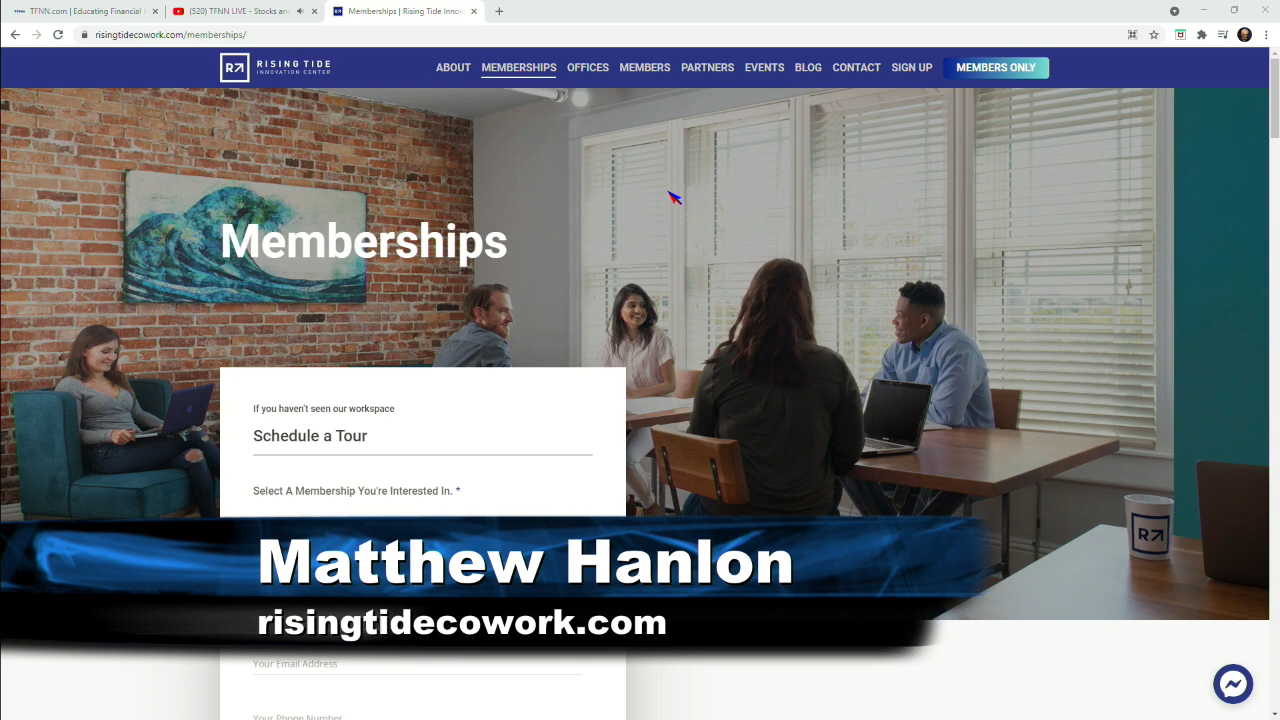 TFNN.com | Educating Financial
(520) TFNN LIVE - Stocks an
Memberships | Rising Tide Innov
risingtidecowork.com/memberships/
RISING TIDE
INNOVATION CENTER
ABOUT MEMBERSHIPS OFFICES MEMBERS PARTNERS EVENTS BLOG CONTACT SIGN UP MEMBERS ONLY
Memberships
If you haven't seen our workspace
Schedule a Tour
Select A Membership You're Interested In. *
Matthew Hanlon
risingtidecowork.com
Your Email Address
Your Phone Number